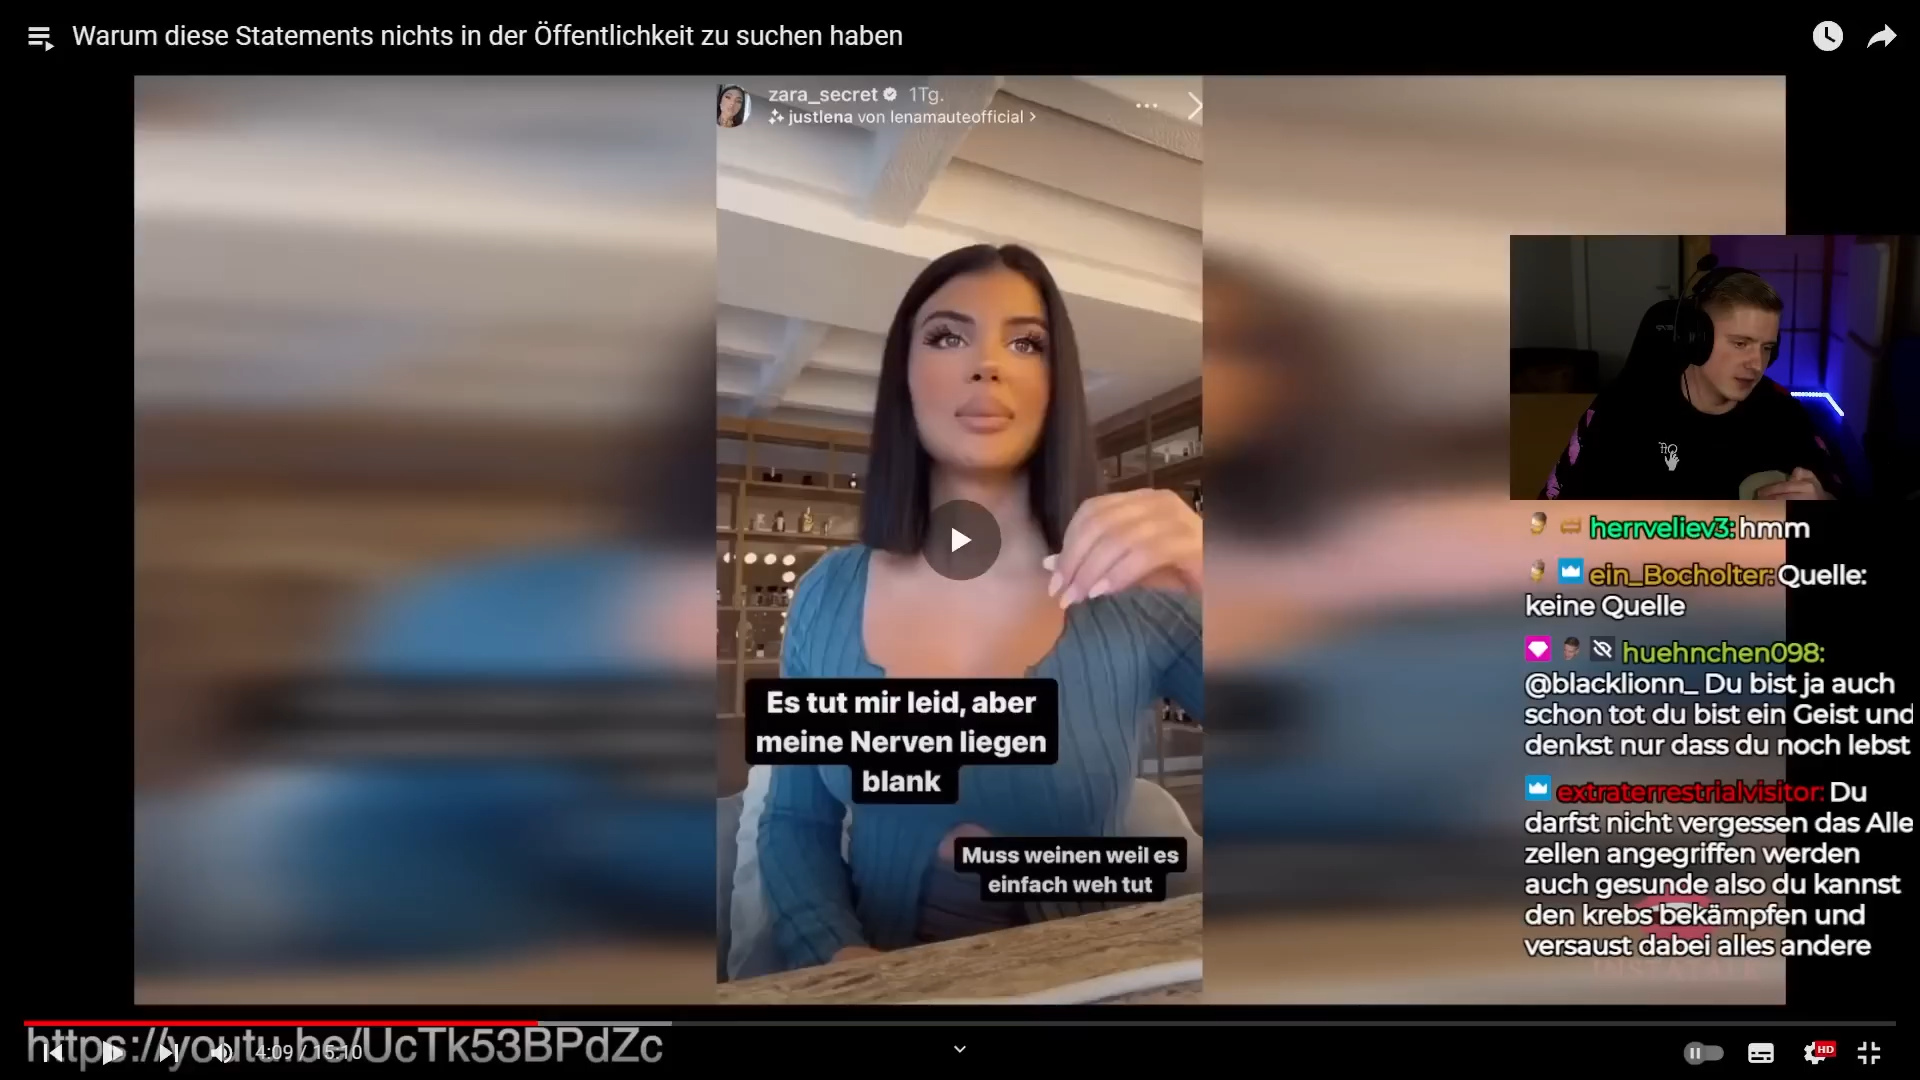 Warum diese Statements nichts in der Öffentlichkeit zu suchen haben
zara_secret 1Tg.
justlena von lenamauteofficial
Es tut mir leid, aber
meine Nerven liegen
blank
Muss weinen weil es
einfach weh tut
herrveliev3: hmm
ein_Bocholter: Quelle:
keine Quelle
huehnchen098:
@blacklionn_ Du bist ja auch
schon tot du bist ein Geist und
denkst nur dass du noch lebst
extraterrestrialvisitor: Du
darfst nicht vergessen das Alle
zellen angegriffen werden
auch gesunde also du kannst
den krebs bekämpfen und
versaust dabei alles andere
https://youtu.be/UcTk53BPdZc
4:09 / 15:10
HD